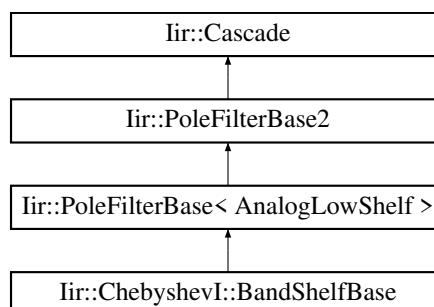 Iir::Cascade
Iir::PoleFilterBase2
Iir::PoleFilterBase< AnalogLowShelf >
Iir::ChebyshevI::BandShelfBase